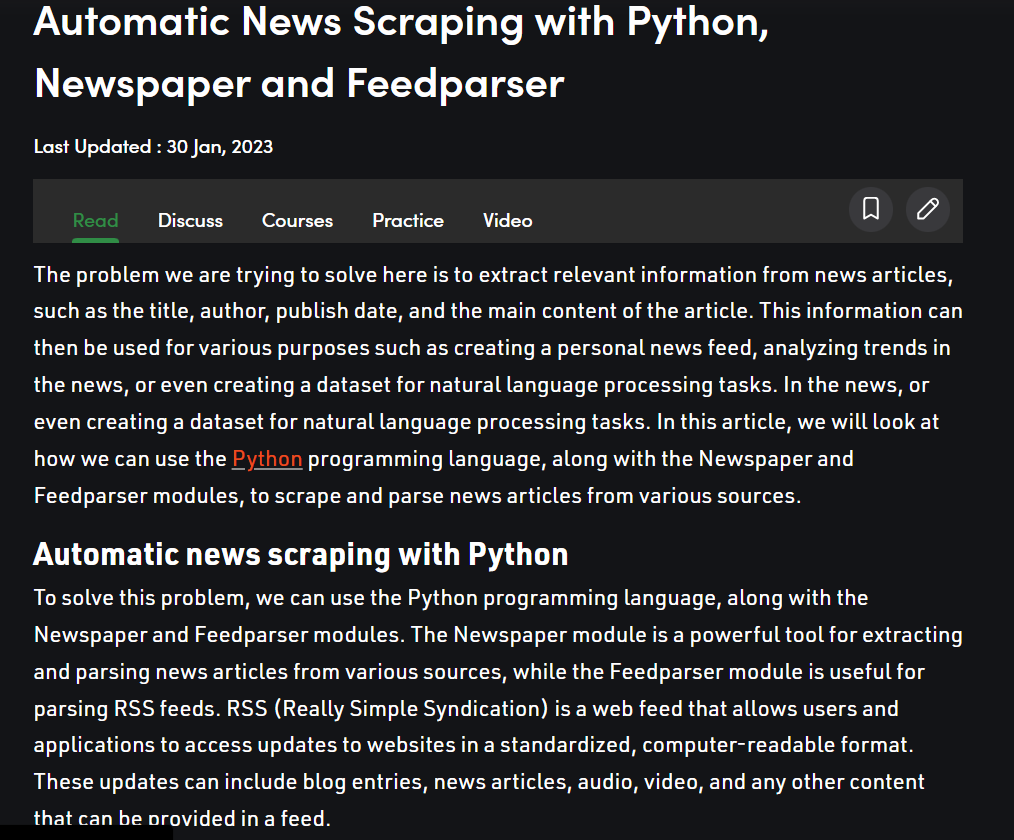 Automatic News Scraping with Python,
Newspaper and Feedparser
Last Updated : 30 Jan, 2023
Read Discuss Courses Practice Video
The problem we are trying to solve here is to extract relevant information from news articles,
such as the title, author, publish date, and the main content of the article. This information can
then be used for various purposes such as creating a personal news feed, analyzing trends in
the news, or even creating a dataset for natural language processing tasks. In the news, or
even creating a dataset for natural language processing tasks. In this article, we will look at
how we can use the Python programming language, along with the Newspaper and
Feedparser modules, to scrape and parse news articles from various sources.
Automatic news scraping with Python
To solve this problem, we can use the Python programming language, along with the
Newspaper and Feedparser modules. The Newspaper module is a powerful tool for extracting
and parsing news articles from various sources, while the Feedparser module is useful for
parsing RSS feeds. RSS (Really Simple Syndication) is a web feed that allows users and
applications to access updates to websites in a standardized, computer-readable format.
These updates can include blog entries, news articles, audio, video, and any other content
that can be provided in a feed.